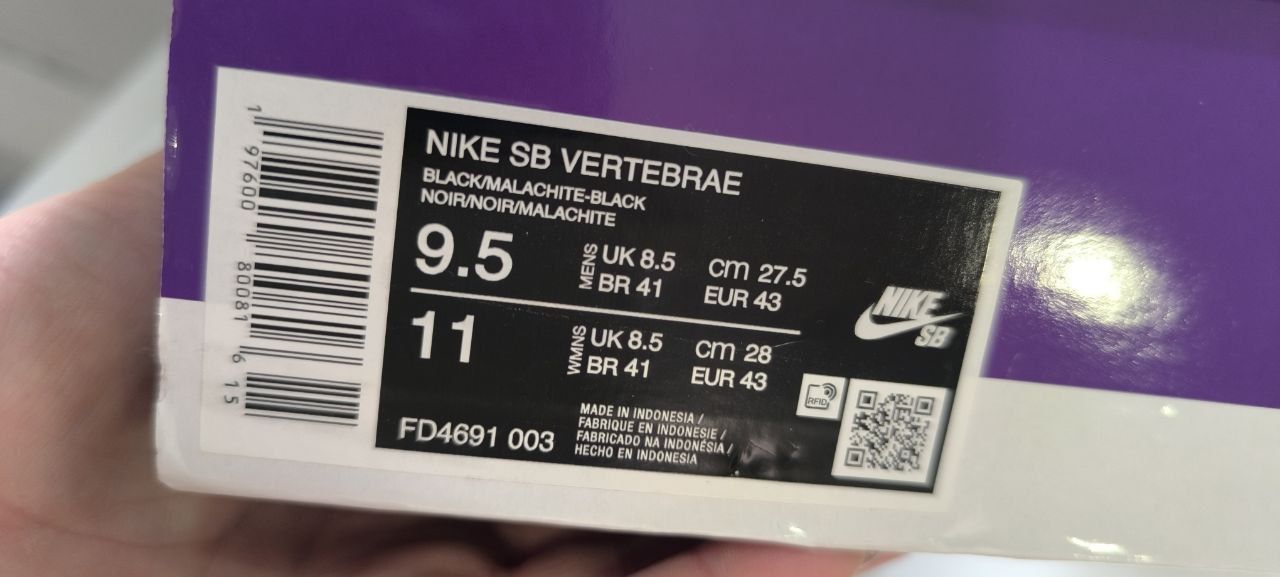 NIKE SB VERTEBRAE
BLACK/MALACHITE-BLACK
NOIR/NOIR/MALACHITE
9.5
MENS
UK 8.5 cm 27.5
BR 41 EUR 43
11
WMNS
UK 8.5 cm 28
BR 41 EUR 43
FD4691 003
MADE IN INDONESIA /
FABRIQUE EN INDONESIE /
FABRICADO NA INDONÉSIA /
HECHO EN INDONESIA
NIKE
SB
RFID
1 97600 80081 6 15